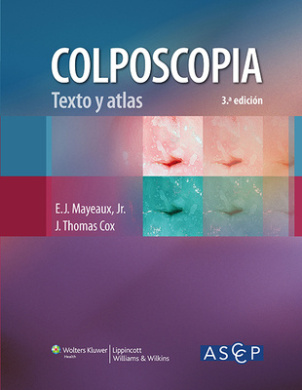 COLPOSCOPIA
Texto y atlas
3.ª edición
E.J. Mayeaux, Jr.
J. Thomas Cox
Wolters Kluwer
Health
Lippincott
Williams & Wilkins
ASCCP